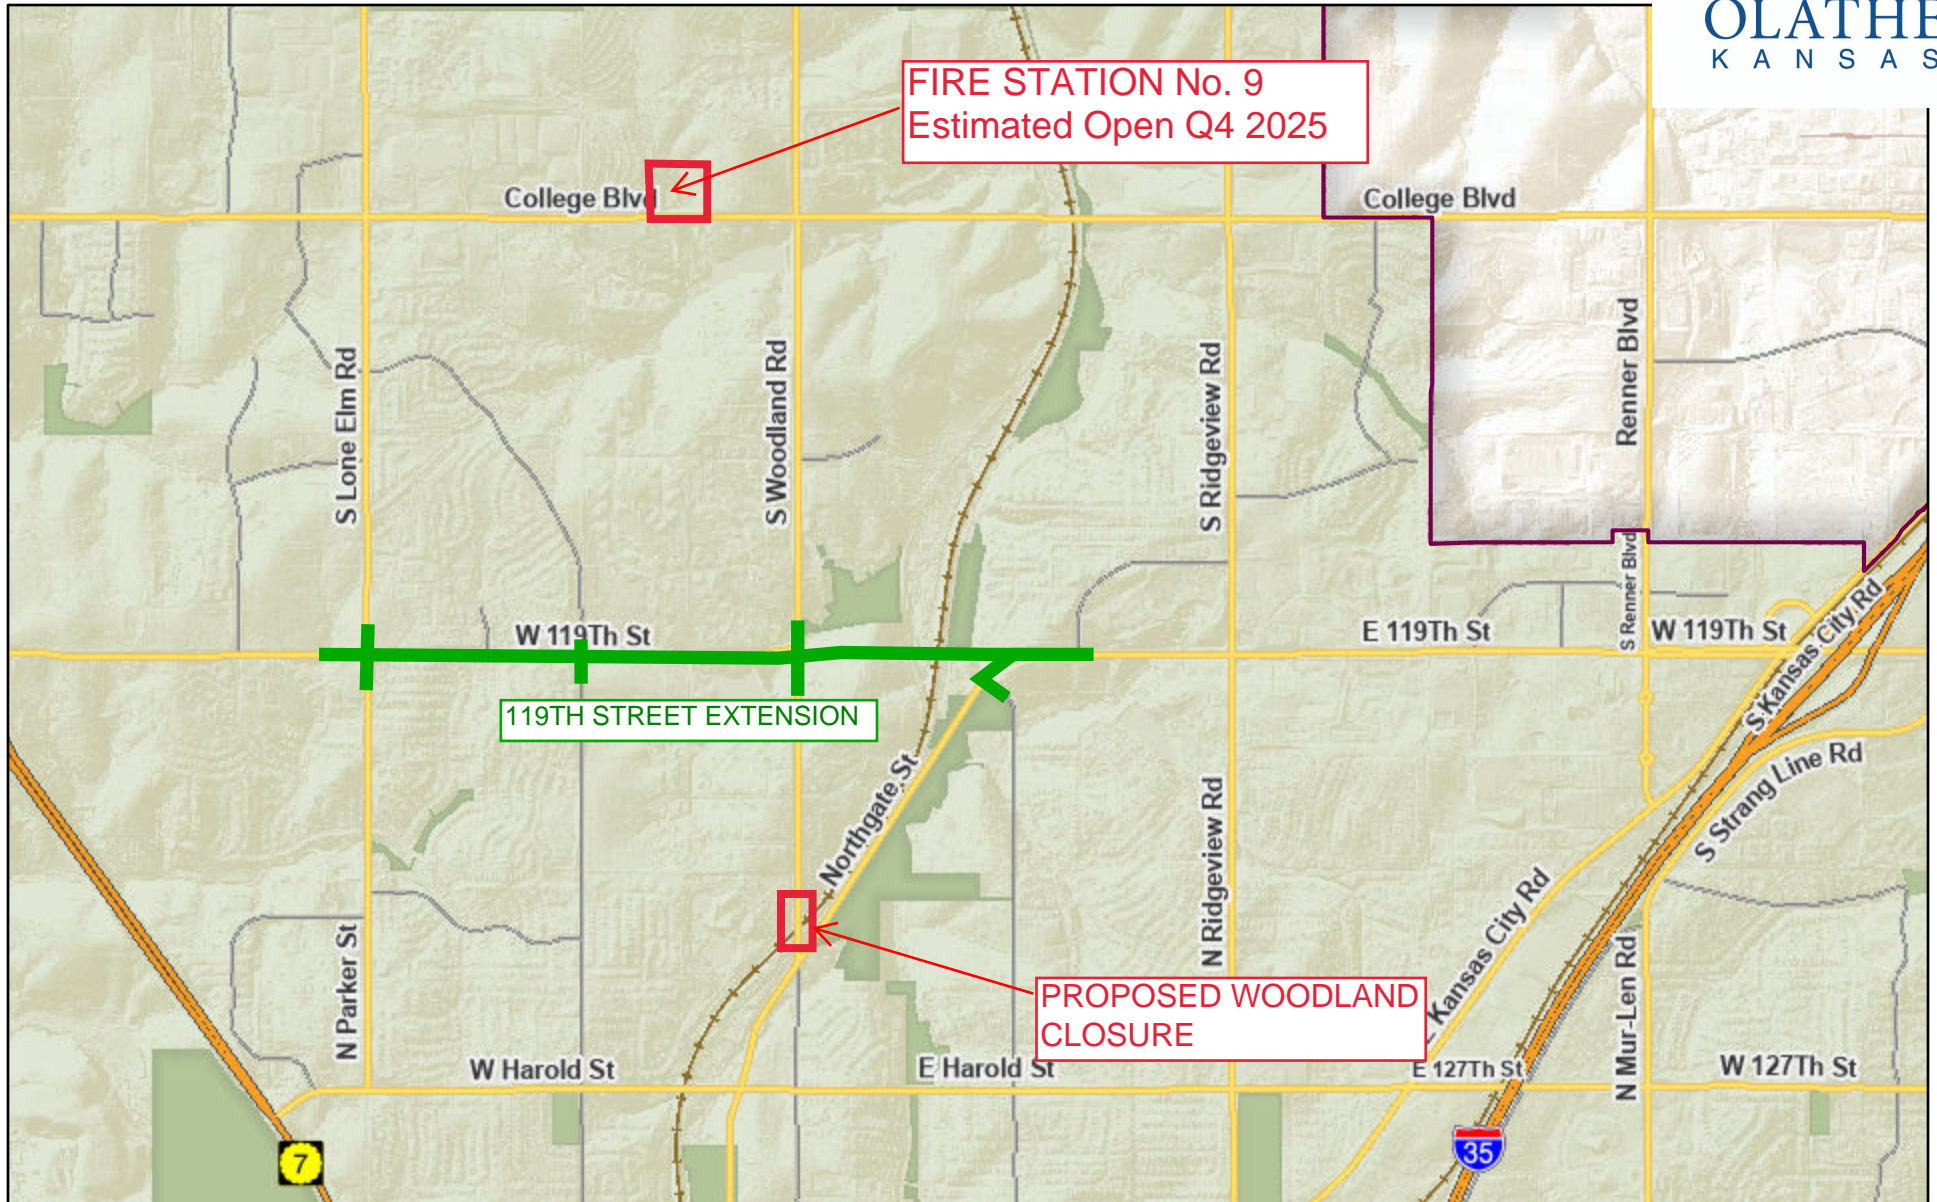 OLATHE
KANSAS
FIRE STATION No. 9
Estimated Open Q4 2025
College Blvd
College Blvd
S Lone Elm Rd
S Woodland Rd
S Ridgeview Rd
Renner Blvd
W 119Th St
E 119Th St
S Renner Blvd
W 119Th St
S Kansas City Rd
119TH STREET EXTENSION
Northgate St
S Strang Line Rd
N Ridgeview Rd
N Parker St
Kansas City Rd
N Mur-Len Rd
PROPOSED WOODLAND
CLOSURE
W Harold St
E Harold St
E 127Th St
W 127Th St
7
35